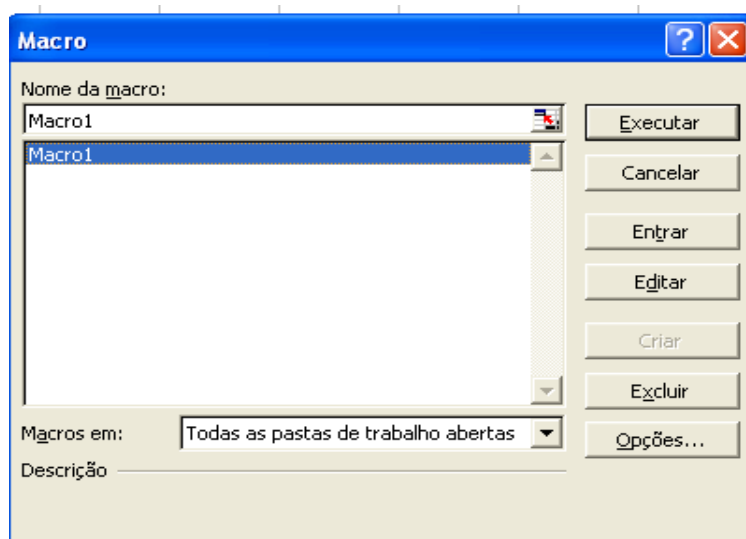 Macro
Nome da macro:
Macro1
Macro1
Executar
Cancelar
Entrar
Editar
Criar
Excluir
Opções...
Macros em:
Todas as pastas de trabalho abertas
Descrição